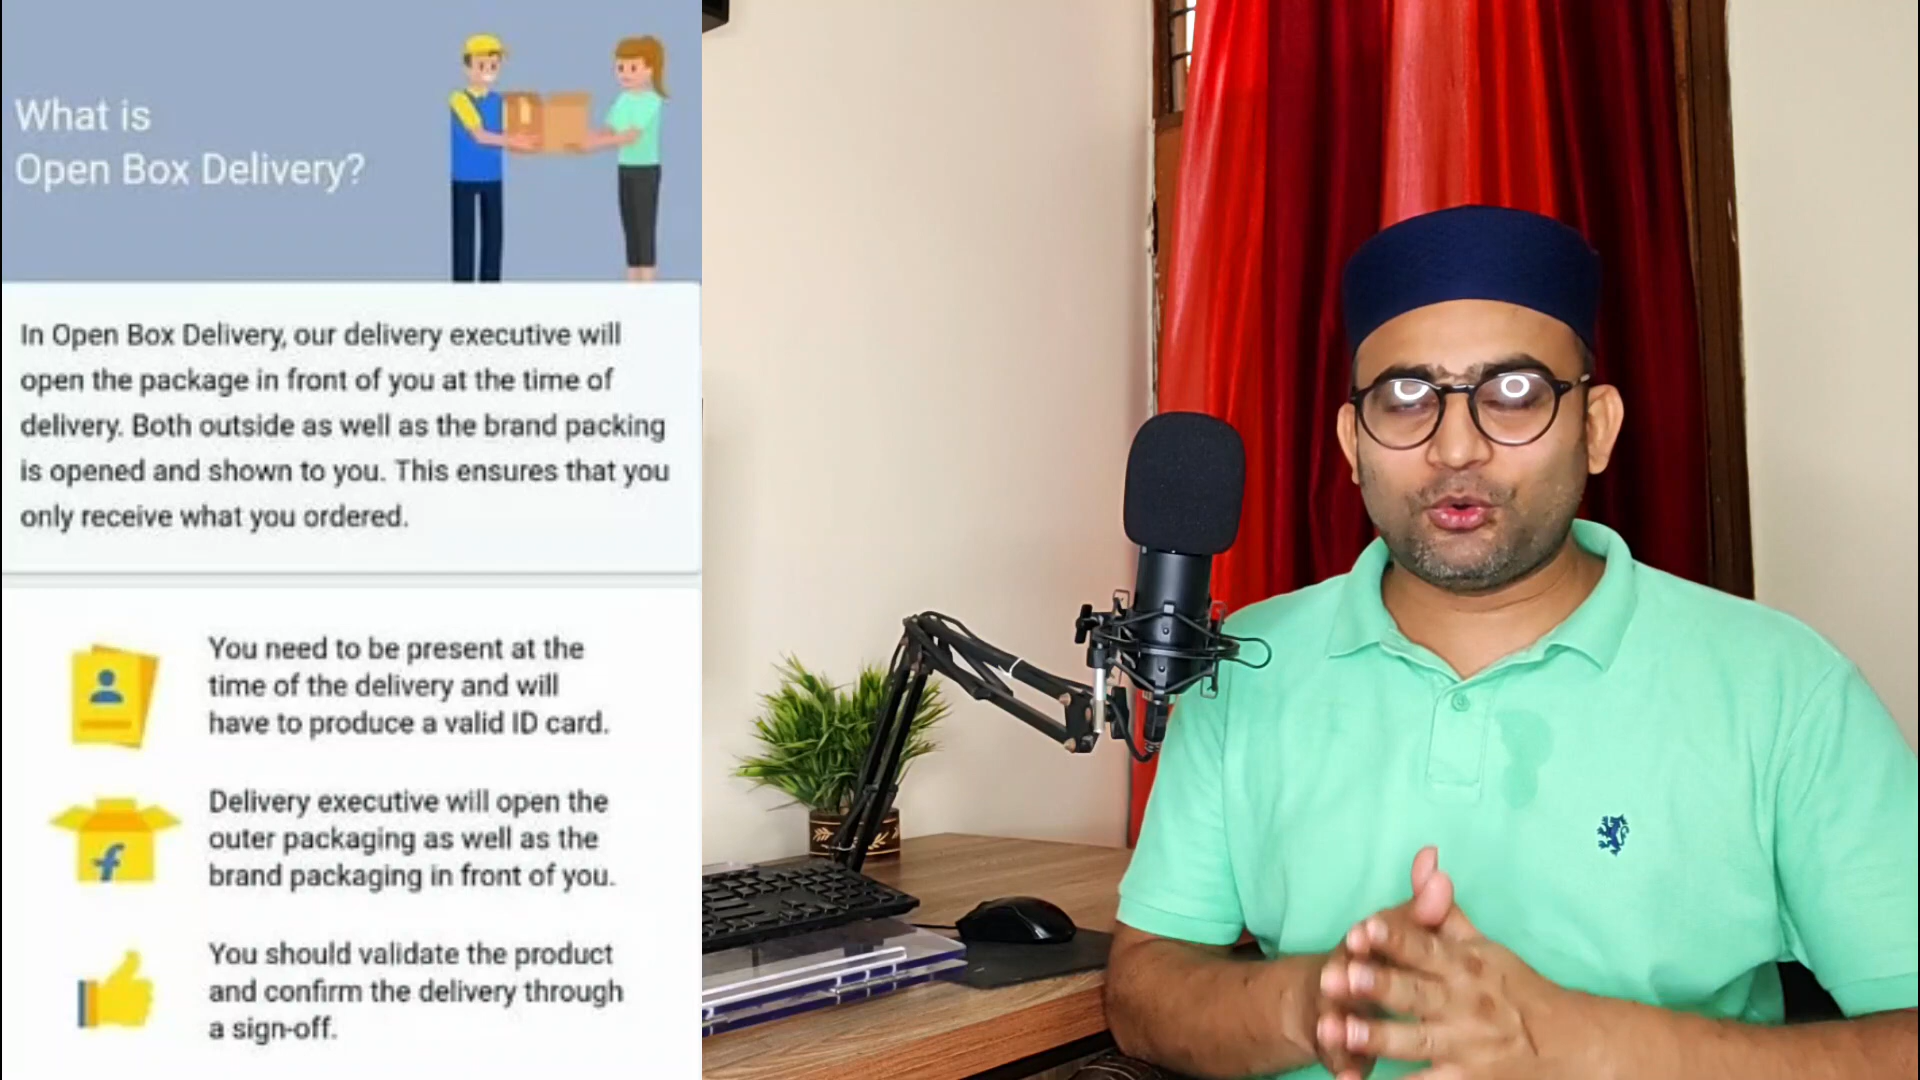 What is
Open Box Delivery?
In Open Box Delivery, our delivery executive will
open the package in front of you at the time of
delivery. Both outside as well as the brand packing
is opened and shown to you. This ensures that you
only receive what you ordered.
You need to be present at the
time of the delivery and will
have to produce a valid ID card.
Delivery executive will open the
outer packaging as well as the
brand packaging in front of you.
You should validate the product
and confirm the delivery through
a sign-off.